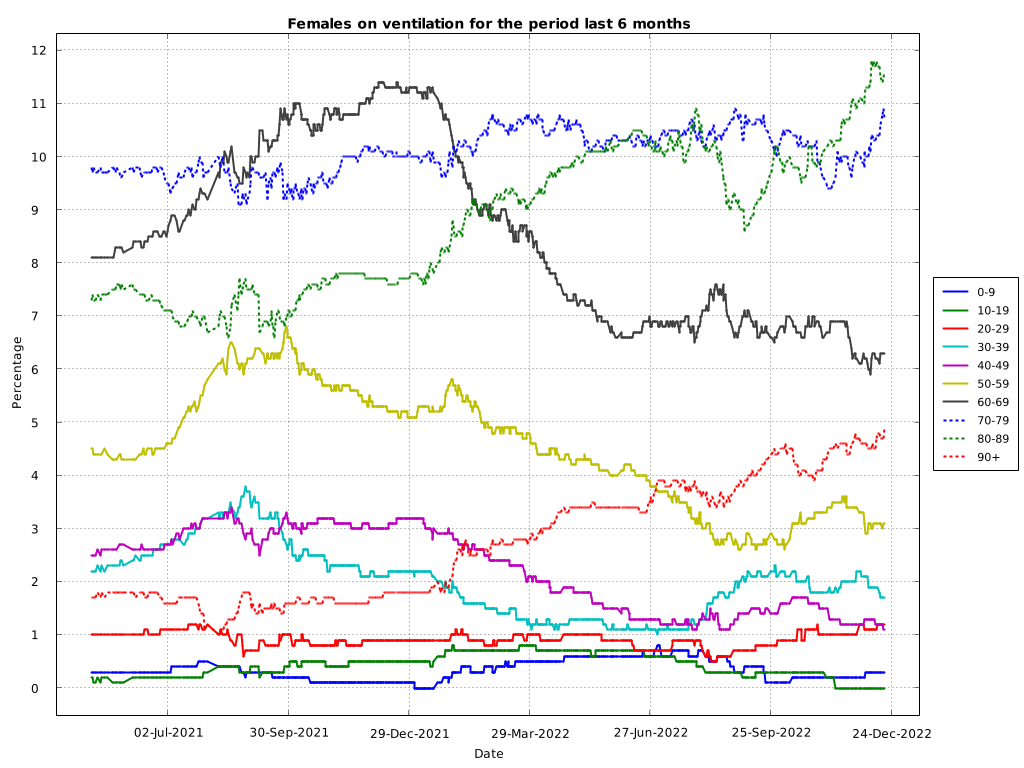 Females on ventilation for the period last 6 months
Percentage
12
11
10
9
8
7
6
5
4
3
2
1
0
02-Jul-2021
30-Sep-2021
29-Dec-2021
29-Mar-2022
27-Jun-2022
25-Sep-2022
24-Dec-2022
Date
0-9
10-19
20-29
30-39
40-49
50-59
60-69
70-79
80-89
90+